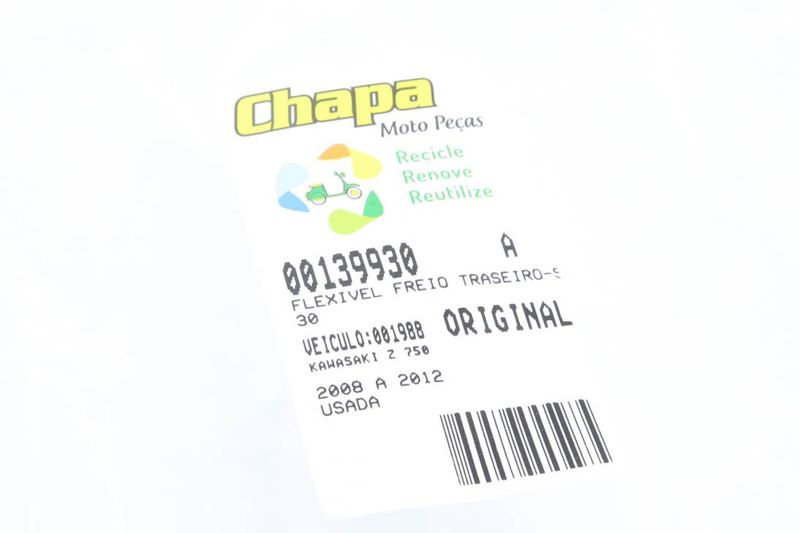 Chapa
Moto Peças
Recicle
Renove
Reutilize
00139930 A
FLEXIVEL FREIO TRASEIRO-S
30
VEICULO:001988 ORIGINAL
KAWASAKI Z 750
2008 A 2012
USADA